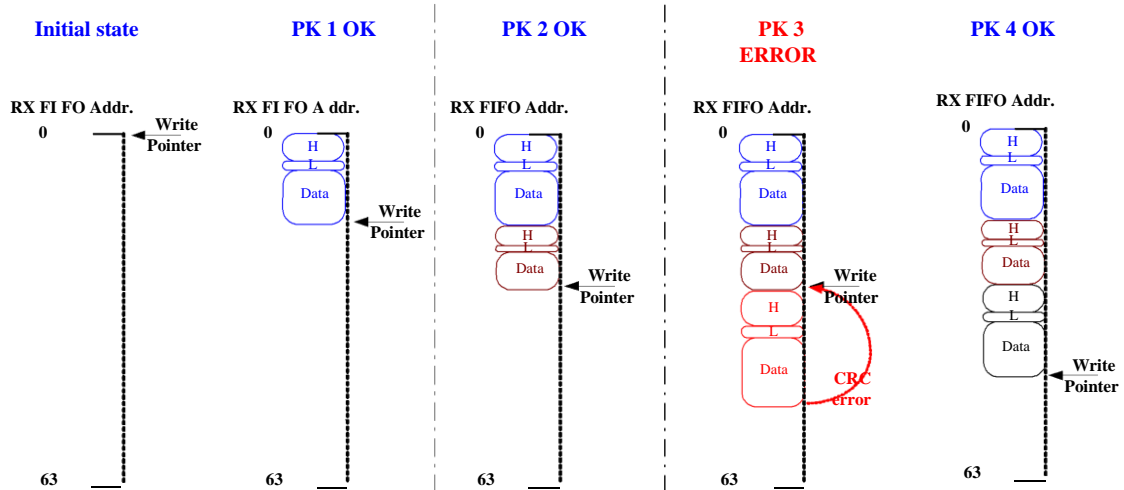 Initial state
RX FI FO Addr.
0
Write
Pointer
63
PK 1 OK
RX FI FO A ddr.
0
H
L
Data
Write
Pointer
63
PK 2 OK
RX FIFO Addr.
0
H
L
Data
H
L
Data
Write
Pointer
63
PK 3
ERROR
RX FIFO Addr.
0
H
L
Data
H
L
Data
Write
Pointer
H
L
Data
CRC
error
63
PK 4 OK
RX FIFO Addr.
0
H
L
Data
H
L
Data
H
L
Data
Write
Pointer
63